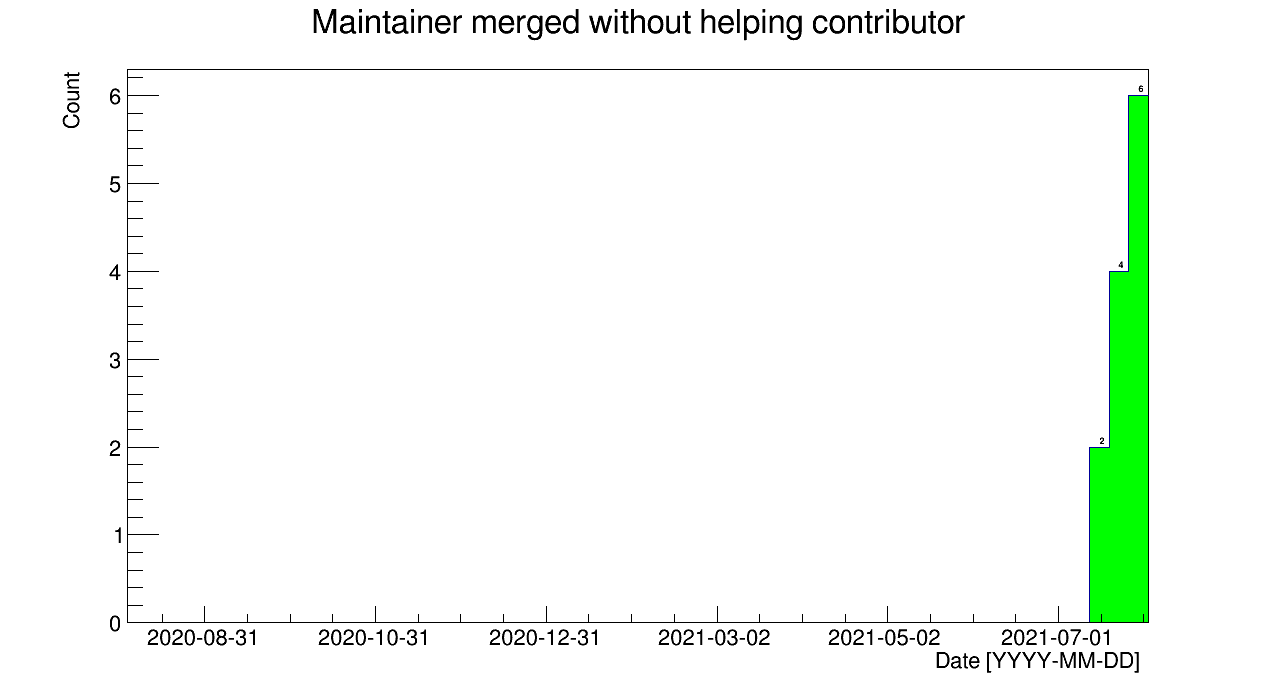 Maintainer merged without helping contributor
Count
6
5
4
3
2
1
0
2
4
6
2020-08-31 2020-10-31 2020-12-31 2021-03-02 2021-05-02 2021-07-01
Date [YYYY-MM-DD]